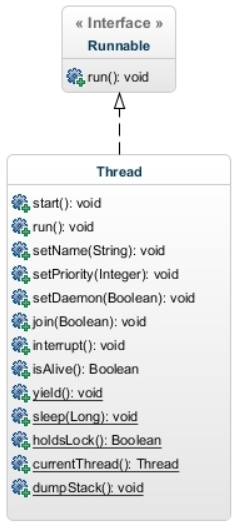 « Interface »
Runnable
run(): void
Thread
start(): void
run(): void
setName(String): void
setPriority(Integer): void
setDaemon(Boolean): void
join(Boolean): void
interrupt(): void
isAlive(): Boolean
yield(): void
sleep(Long): void
holdsLock(): Boolean
currentThread(): Thread
dumpStack(): void